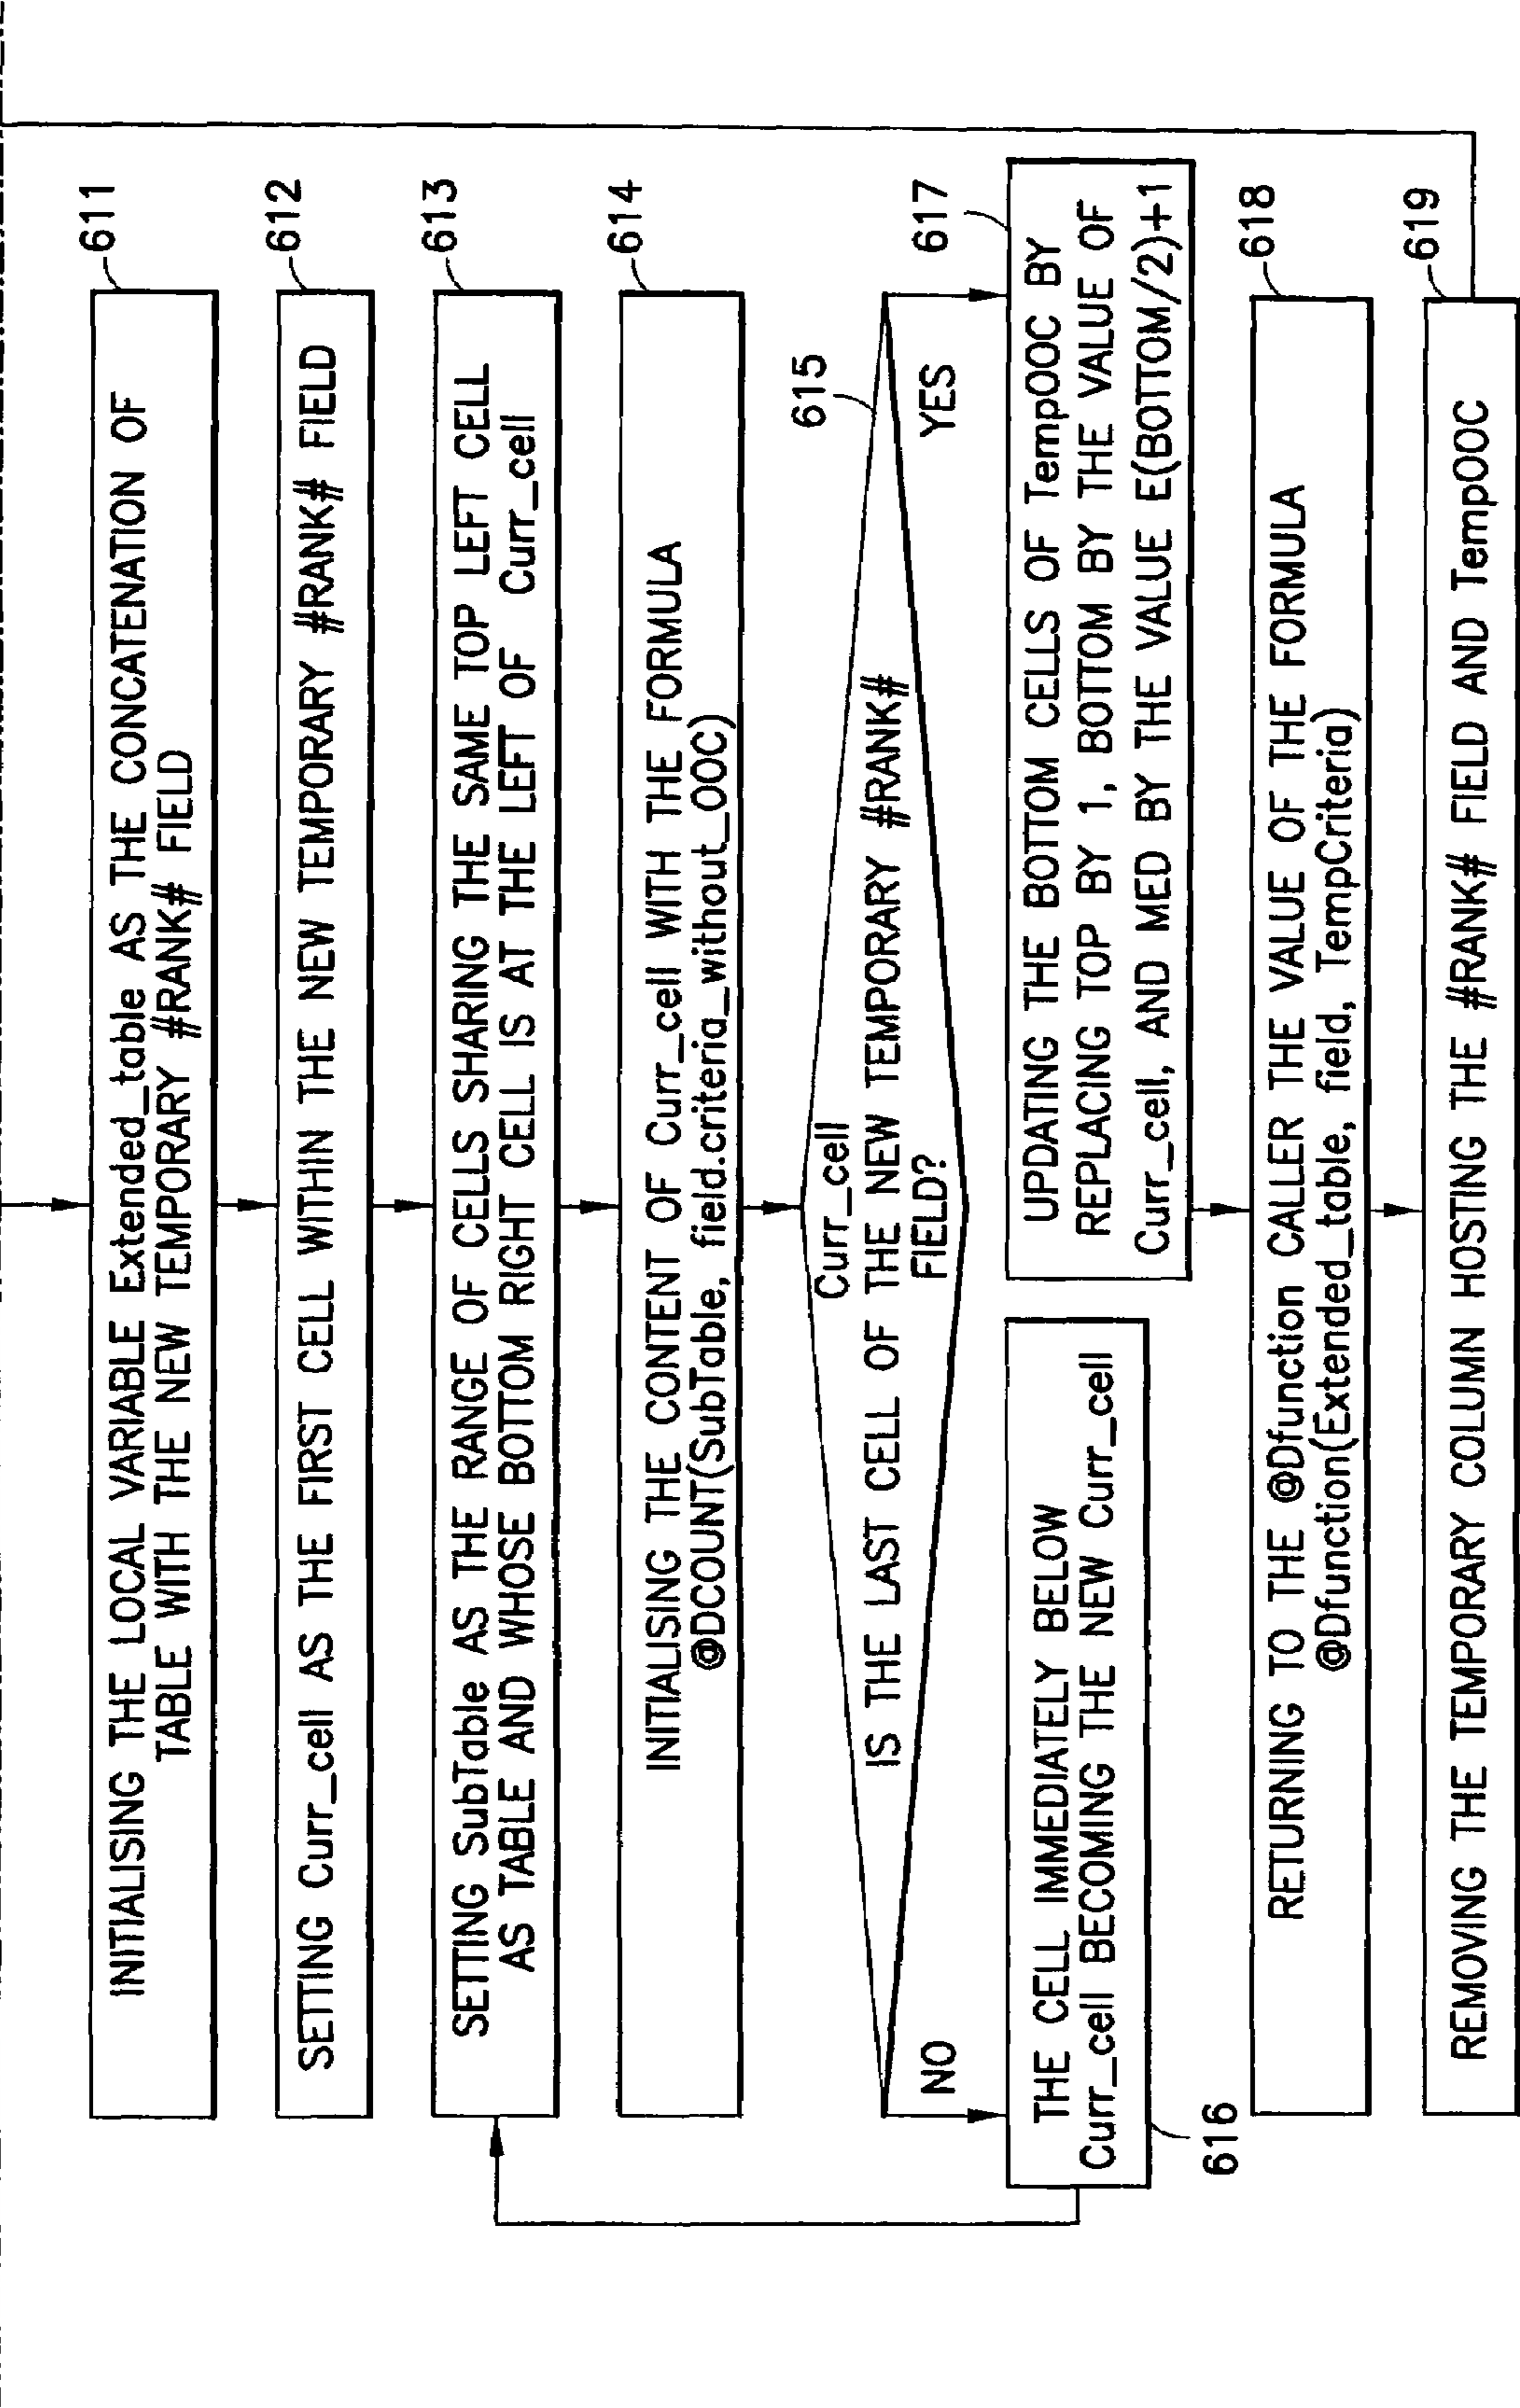 611
INITIALISING THE LOCAL VARIABLE Extended_table AS THE CONCATENATION OF
TABLE WITH THE NEW TEMPORARY #RANK# FIELD
612
SETTING Curr_cell AS THE FIRST CELL WITHIN THE NEW TEMPORARY #RANK# FIELD
613
SETTING SubTable AS THE RANGE OF CELLS SHARING THE SAME TOP LEFT CELL
AS TABLE AND WHOSE BOTTOM RIGHT CELL IS AT THE LEFT OF Curr_cell
614
INITIALISING THE CONTENT OF Curr_cell WITH THE FORMULA
@DCOUNT(SubTable, field.criteria_without_OOC)
615
Curr_cell
IS THE LAST CELL OF THE NEW TEMPORARY #RANK#
FIELD?
NO
YES
THE CELL IMMEDIATELY BELOW
Curr_cell BECOMING THE NEW Curr_cell
616
617
UPDATING THE BOTTOM CELLS OF TempOOC BY
REPLACING TOP BY 1, BOTTOM BY THE VALUE OF
Curr_cell, AND MED BY THE VALUE E(BOTTOM/2)+1
618
RETURNING TO THE @Dfunction CALLER THE VALUE OF THE FORMULA
@Dfunction(Extended_table, field, TempCriteria)
619
REMOVING THE TEMPORARY COLUMN HOSTING THE #RANK# FIELD AND TempOOC